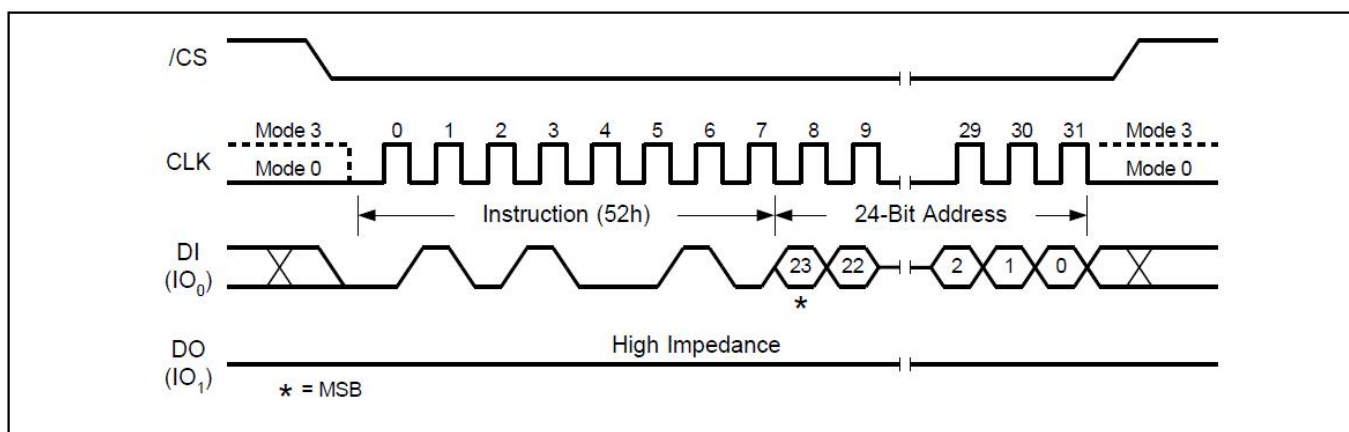 /CS
Mode 3 0 1 2 3 4 5 6 7 8 9 29 30 31 Mode 3
CLK
Mode 0 Mode 0
Instruction (52h) 24-Bit Address
DI
(IO0)
23 22 2 1 0
*
High Impedance
DO
(IO1)
* = MSB